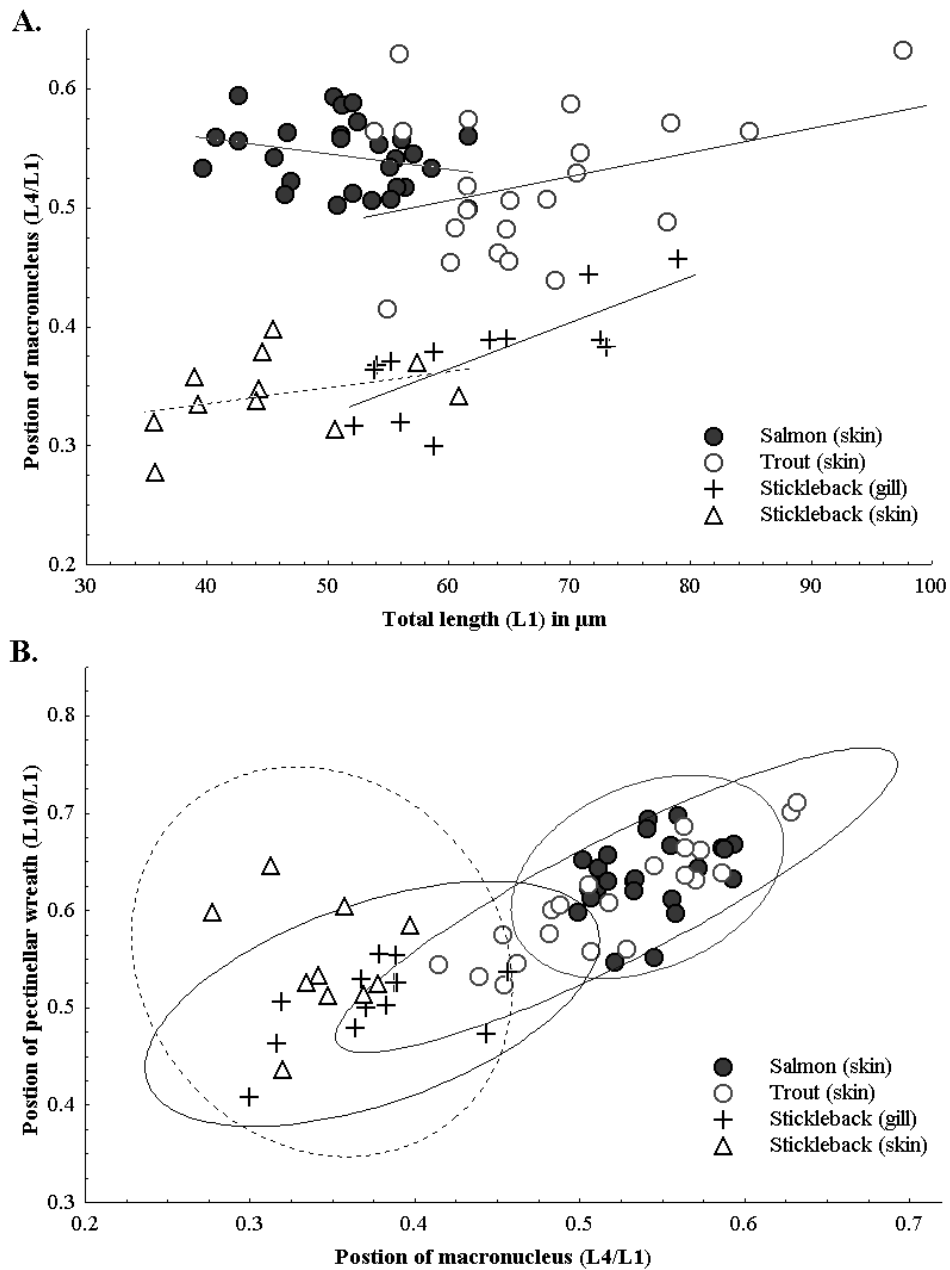 A.
Postion of macronucleus (L4/L1)
0.6
0.5
0.4
0.3
0.2
Salmon (skin)
Trout (skin)
Stickleback (gill)
Stickleback (skin)
30 40 50 60 70 80 90 100
Total length (L1) in µm
B.
Postion of pectinellar wreath (L10/L1)
0.8
0.7
0.6
0.5
0.4
0.3
Salmon (skin)
Trout (skin)
Stickleback (gill)
Stickleback (skin)
0.2 0.3 0.4 0.5 0.6 0.7
Postion of macronucleus (L4/L1)